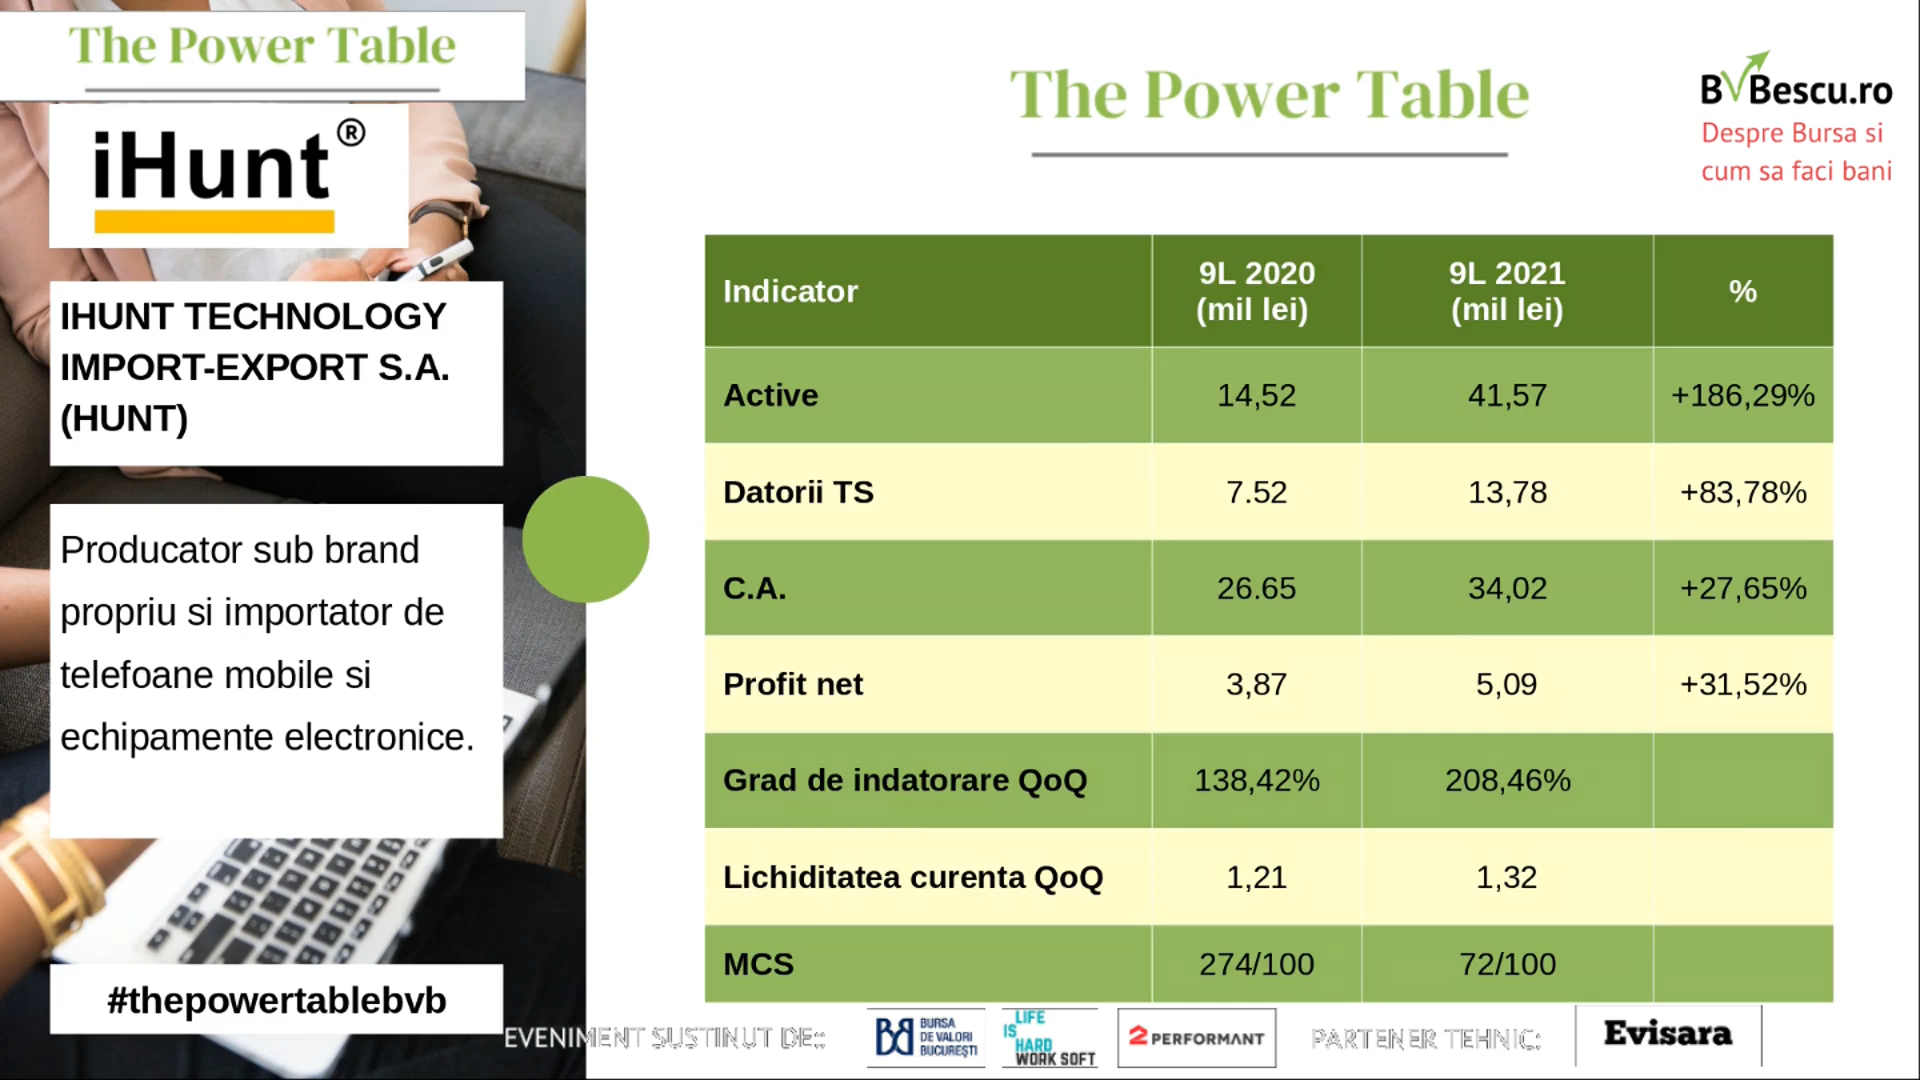 The Power Table
iHunt®
IHUNT TECHNOLOGY
IMPORT-EXPORT S.A.
(HUNT)
Producator sub brand
propriu si importator de
telefoane mobile si
echipamente electronice.
#thepowertablebvb
The Power Table
BVBescu.ro
Despre Bursa si
cum sa faci bani
Indicator 9L 2020 (mil lei) 9L 2021 (mil lei) %
Active 14,52 41,57 +186,29%
Datorii TS 7.52 13,78 +83,78%
C.A. 26.65 34,02 +27,65%
Profit net 3,87 5,09 +31,52%
Grad de indatorare QoQ 138,42% 208,46%
Lichiditatea curenta QoQ 1,21 1,32
MCS 274/100 72/100
EVENIMENT SUSTINUT DE::
BURSA
DE VALORI
BUCUREȘTI
LIFE
IS
HARD
WORK SOFT
2PERFORMANT
PARTENER TEHNIC:
Evisara